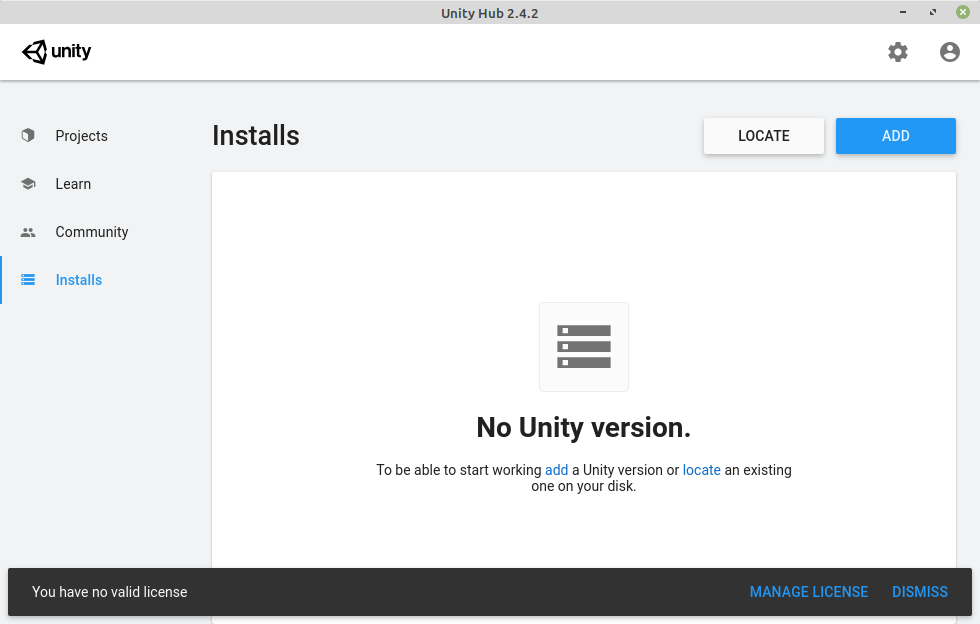 Unity Hub 2.4.2
unity
Projects
Learn
Community
Installs
Installs
LOCATE
ADD
No Unity version.
To be able to start working add a Unity version or locate an existing
one on your disk.
You have no valid license
MANAGE LICENSE
DISMISS